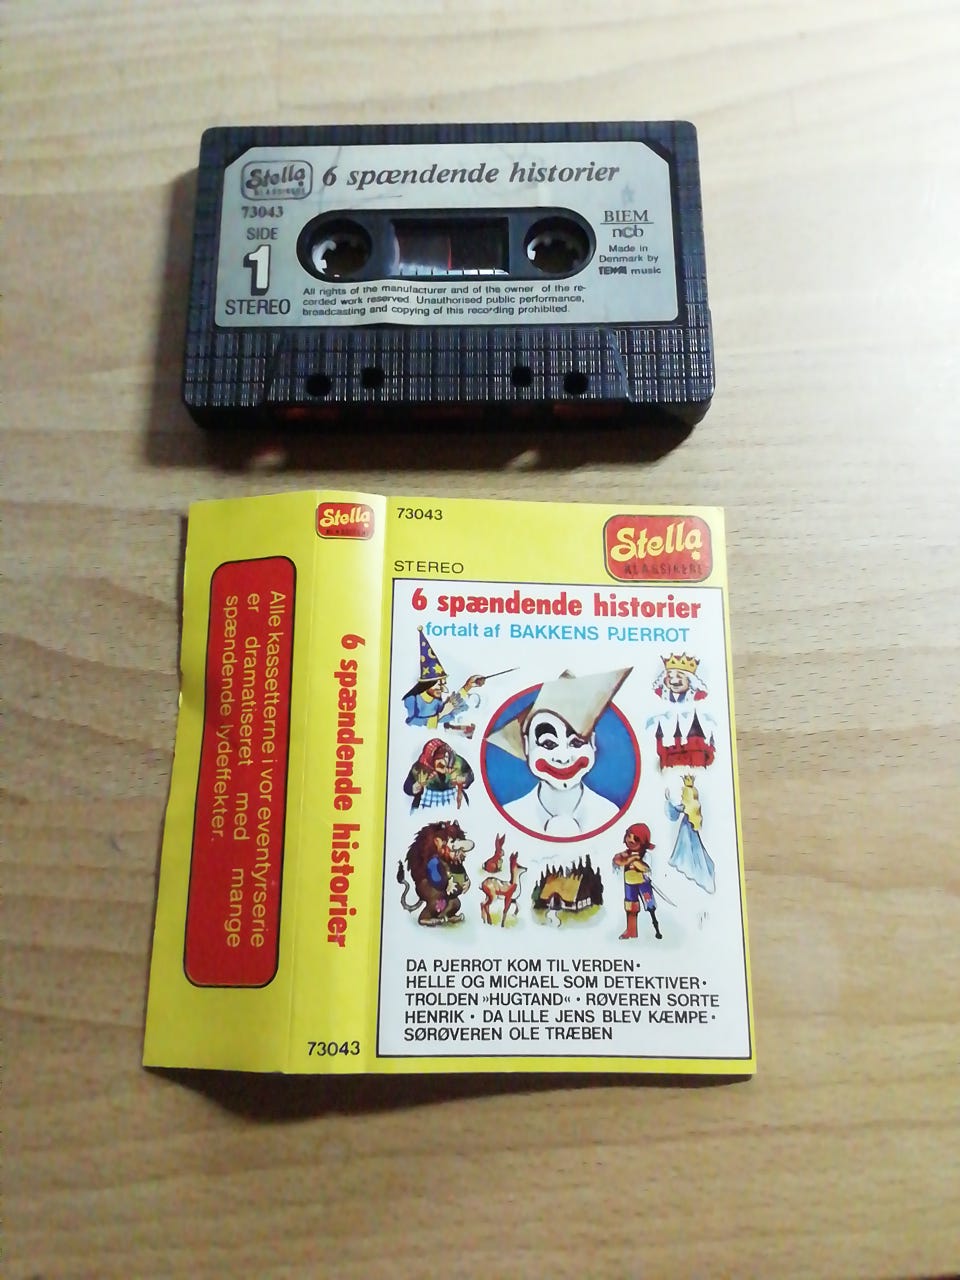 Stella
KLASSIKERE
6 spændende historier
73043
SIDE
1
STEREO
BIEM
ncb
Made in
Denmark by
music
All rights of the manufacturer and of the owner of the re-
corded work reserved. Unauthorised public performance,
broadcasting and copying of this recording prohibited.
Alle kassetterne i vor eventyrserie
er dramatiseret med mange
spændende lydeffekter.
Stella
KLASSIKERE
6 spændende historier
73043
73043
STEREO
Stella
KLASSIKERE
6 spændende historier
fortalt af BAKKENS PJERROT
DA PJERROT KOM TIL VERDEN•
HELLE OG MICHAEL SOM DETEKTIVER•
TROLDEN »HUGTAND« • RØVEREN SORTE
HENRIK • DA LILLE JENS BLEV KÆMPE•
SØRØVEREN OLE TRÆBEN